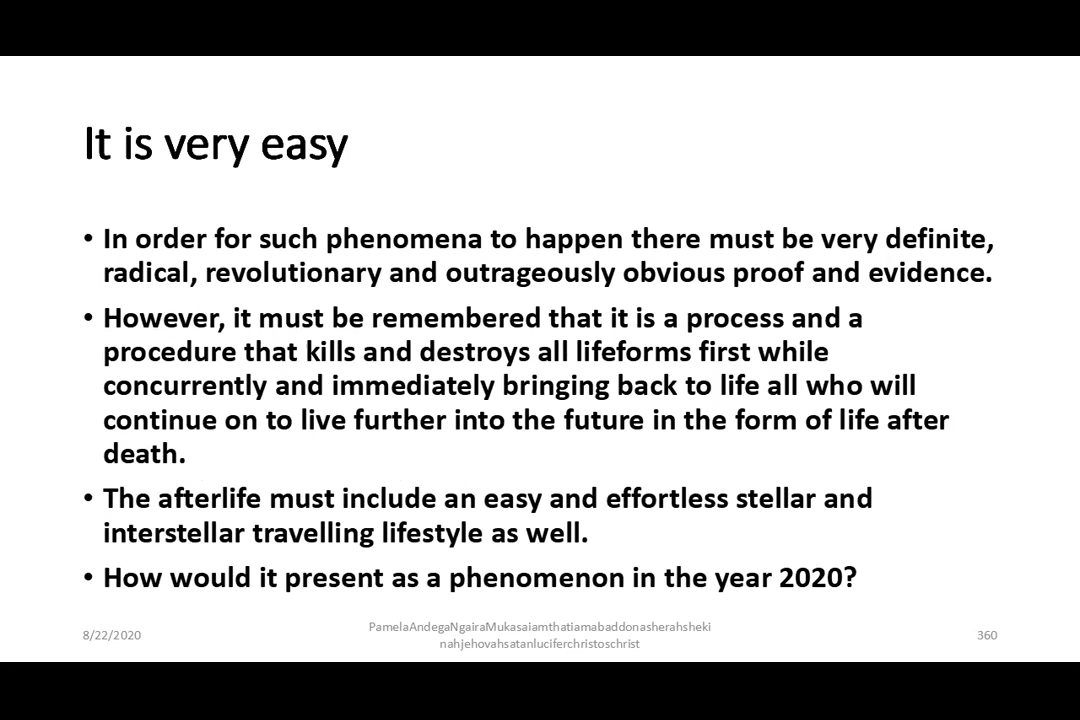 It is very easy
• In order for such phenomena to happen there must be very definite,
radical, revolutionary and outrageously obvious proof and evidence.
• However, it must be remembered that it is a process and a
procedure that kills and destroys all lifeforms first while
concurrently and immediately bringing back to life all who will
continue on to live further into the future in the form of life after
death.
• The afterlife must include an easy and effortless stellar and
interstellar travelling lifestyle as well.
• How would it present as a phenomenon in the year 2020?
8/22/2020
PamelaAndegaNgairaMukasaiamthatiamabaddonasherahsheki
nahjehovahsatanluciferchristoschrist
360